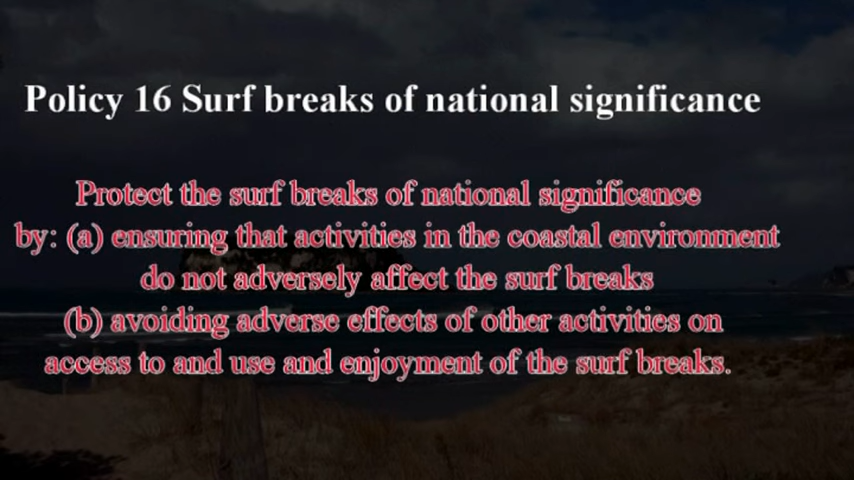 Policy 16 Surf breaks of national significance
Protect the surf breaks of national significance
by: (a) ensuring that activities in the coastal environment
do not adversely affect the surf breaks
(b) avoiding adverse effects of other activities on
access to and use and enjoyment of the surf breaks.